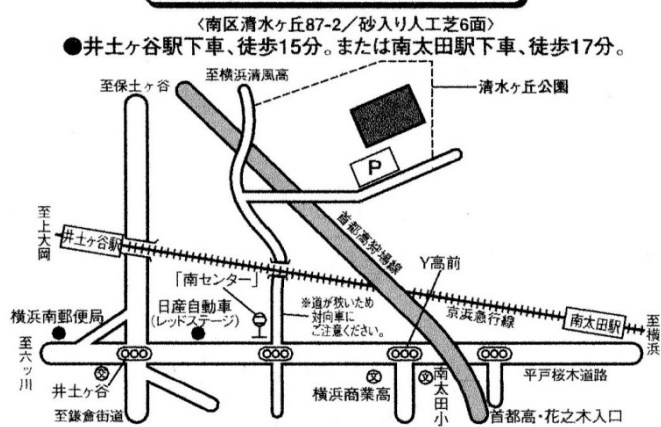 〈南区清水ヶ丘87-2／砂入り人工芝6面〉
●井土ヶ谷駅下車、徒歩15分。または南太田駅下車、徒歩17分。
至横浜清風高
至保土ヶ谷
清水ヶ丘公園
P
至上大岡
井土ヶ谷駅
首都高狩場線
Y高前
「南センター」
日産自動車
(レッドステージ)
※道が狭いため
対向車に
ご注意ください。
京浜急行線
南太田駅
至横浜
横浜南郵便局
至六ッ川
文
井土ヶ谷
至鎌倉街道
文
横浜商業高
文
南太田小
平戸桜木道路
首都高・花之木入口